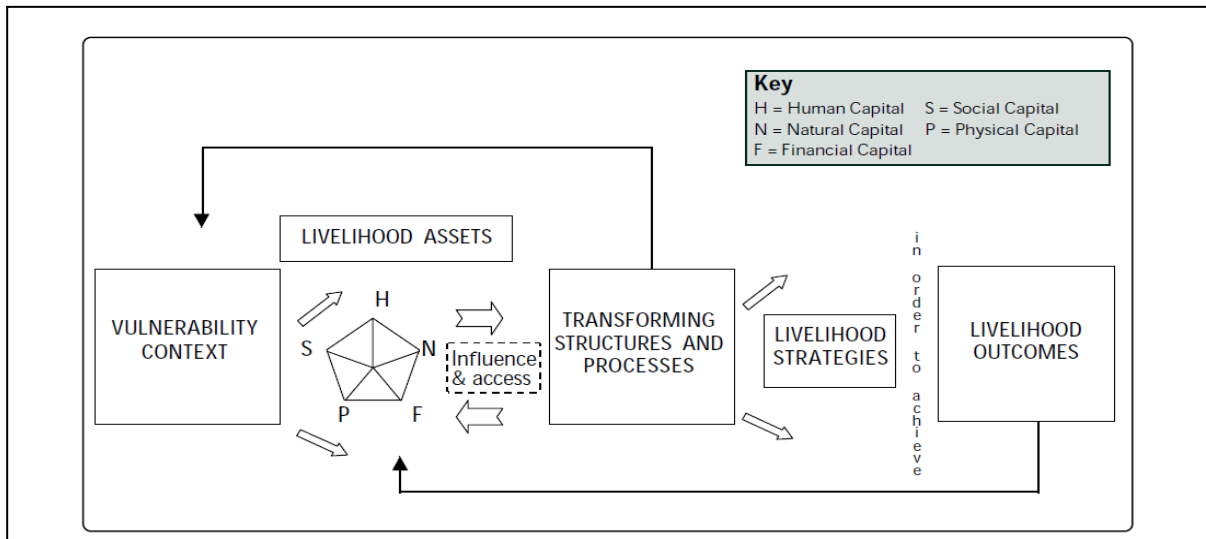 Key
H = Human Capital S = Social Capital
N = Natural Capital P = Physical Capital
F = Financial Capital
LIVELIHOOD ASSETS
VULNERABILITY
CONTEXT
H
S
N
P
F
Influence
& access
TRANSFORMING
STRUCTURES AND
PROCESSES
LIVELIHOOD
STRATEGIES
in order to achieve
LIVELIHOOD
OUTCOMES